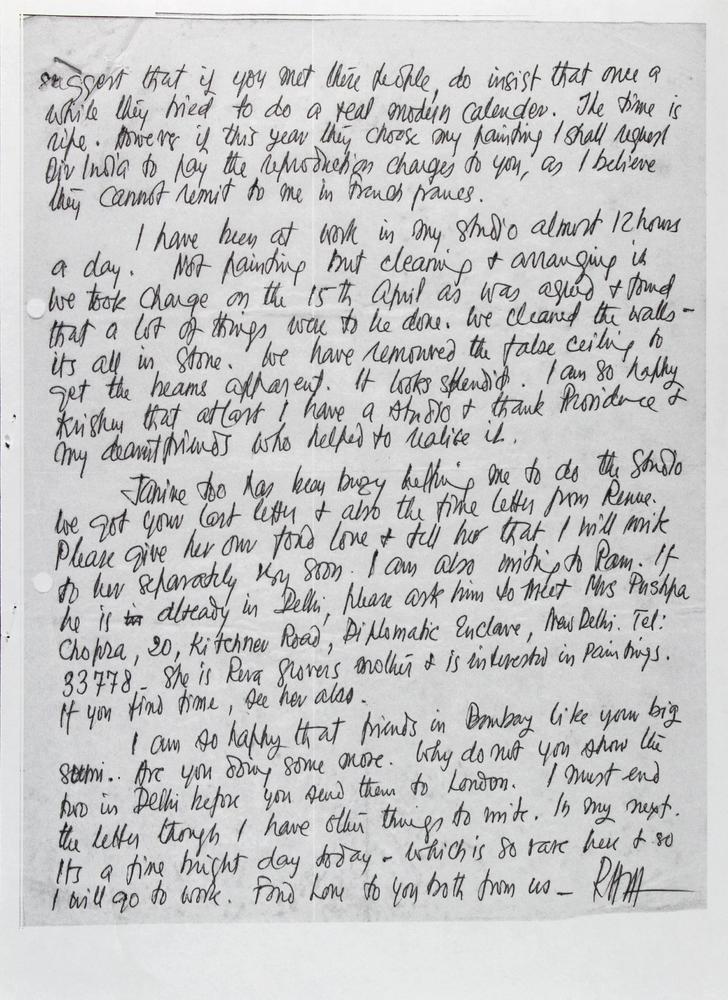 suggest that if you met these people, do insist that once a
while they tried to do a real modern calender. The time is
ripe. However if this year they choose my painting I shall request
Air India to pay the reproduction charges to you, as I believe
they cannot remit to me in french francs.
I have been at work in my studio almost 12 hours
a day. Not painting but cleaning & arranging it
We took charge on the 15th April as was agreed & found
that a lot of things were to be done. We cleaned the walls -
its all in stone. We have removed the false ceiling to
get the beams apparent. It looks splendid. I am so happy
Krishen that atlast I have a studio & thank Providence &
my dearest friends who helped to realise it.
Janine too has been busy helping me to do the studio
We got your last letter & also the fine letter from Renu.
Please give her our fond love & tell her that I will write
to her separately very soon. I am also writing to Ram. If
he is already in Delhi, please ask him to meet Mrs Pushpa
Chopra, 20, Kitchner Road, Diplomatic Enclave, New Delhi. Tel:
33778_ She is Reva Grovers mother & is interested in paintings.
If you find time, see her also.
I am so happy that friends in Bombay like your big
Are you doing some more. Why do not you show the
two in Delhi before you send them to London. I must end
the letter though I have other things to write. In my next.
Its a fine bright day today - which is so rare here & so
I will go to work. Fond love to you both from us _ RAZA